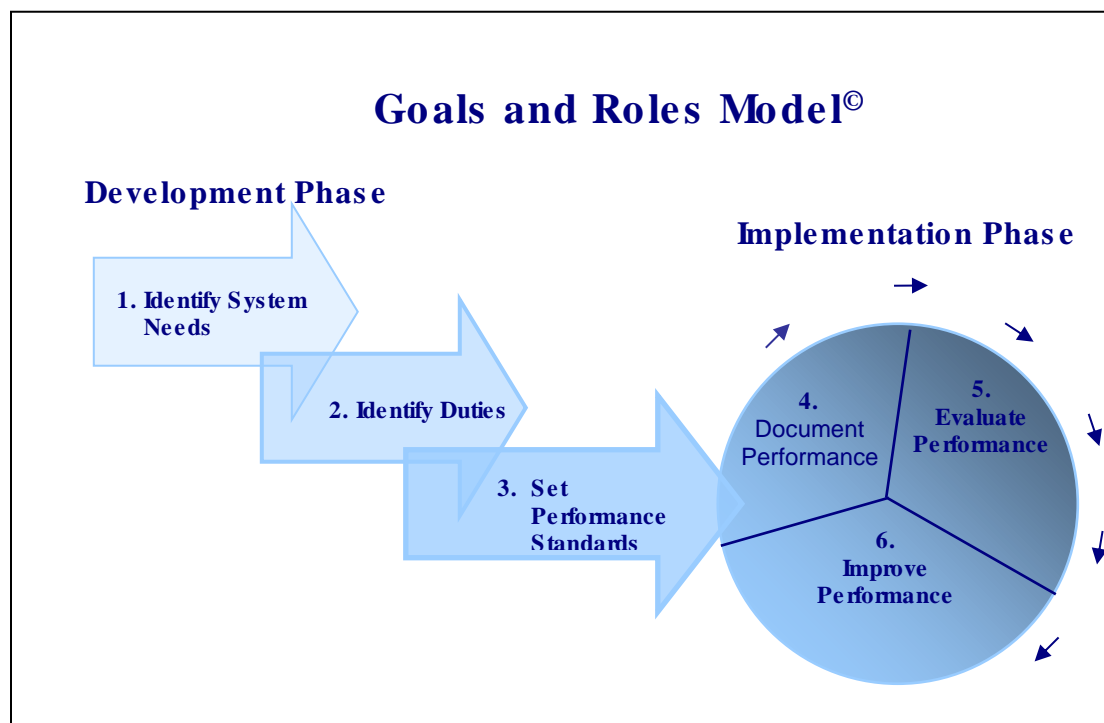 Goals and Roles Model©
Development Phase
Implementation Phase
1. Identify System
Needs
2. Identify Duties
3. Set
Performance
Standards
4.
Document
Performance
5.
Evaluate
Performance
6.
Improve
Performance